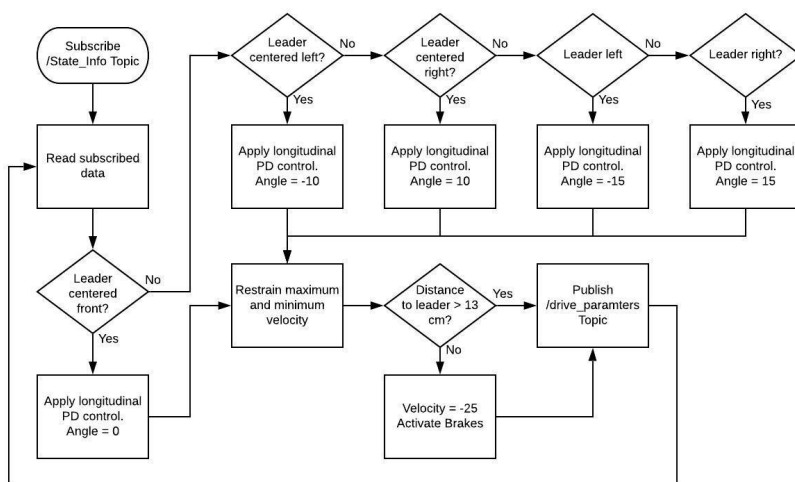 Subscribe
/State_Info Topic
Read subscribed
data
Leader
centered
front?
No
Yes
Apply longitudinal
PD control.
Angle = 0
Leader
centered left?
No
Yes
Apply longitudinal
PD control.
Angle = -10
Leader
centered
right?
No
Yes
Apply longitudinal
PD control.
Angle = 10
Leader left
No
Yes
Apply longitudinal
PD control.
Angle = -15
Leader right?
Yes
Apply longitudinal
PD control.
Angle = 15
Restrain maximum
and minimum
velocity
Distance
to leader > 13
cm?
Yes
No
Velocity = -25
Activate Brakes
Publish
/drive_paramters
Topic